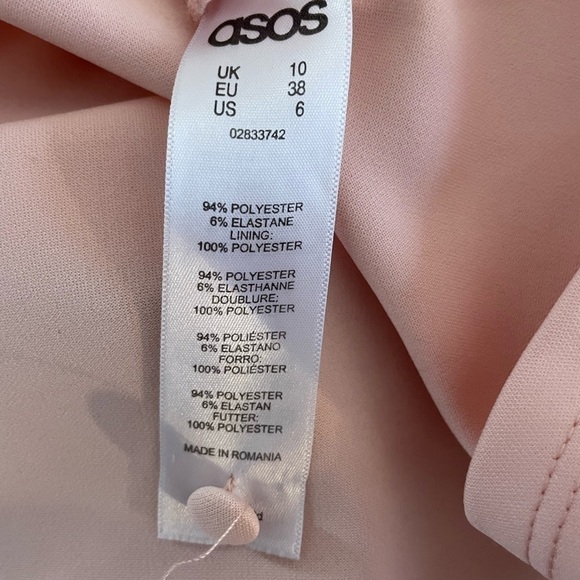 asos
UK 10
EU 38
US 6
02833742
94% POLYESTER
6% ELASTANE
LINING:
100% POLYESTER
94% POLYESTER
6% ELASTHANNE
DOUBLURE:
100% POLYESTER
94% POLIÉSTER
6% ELASTANO
FORRO:
100% POLIÉSTER
94% POLYESTER
6% ELASTAN
FUTTER:
100% POLYESTER
MADE IN ROMANIA